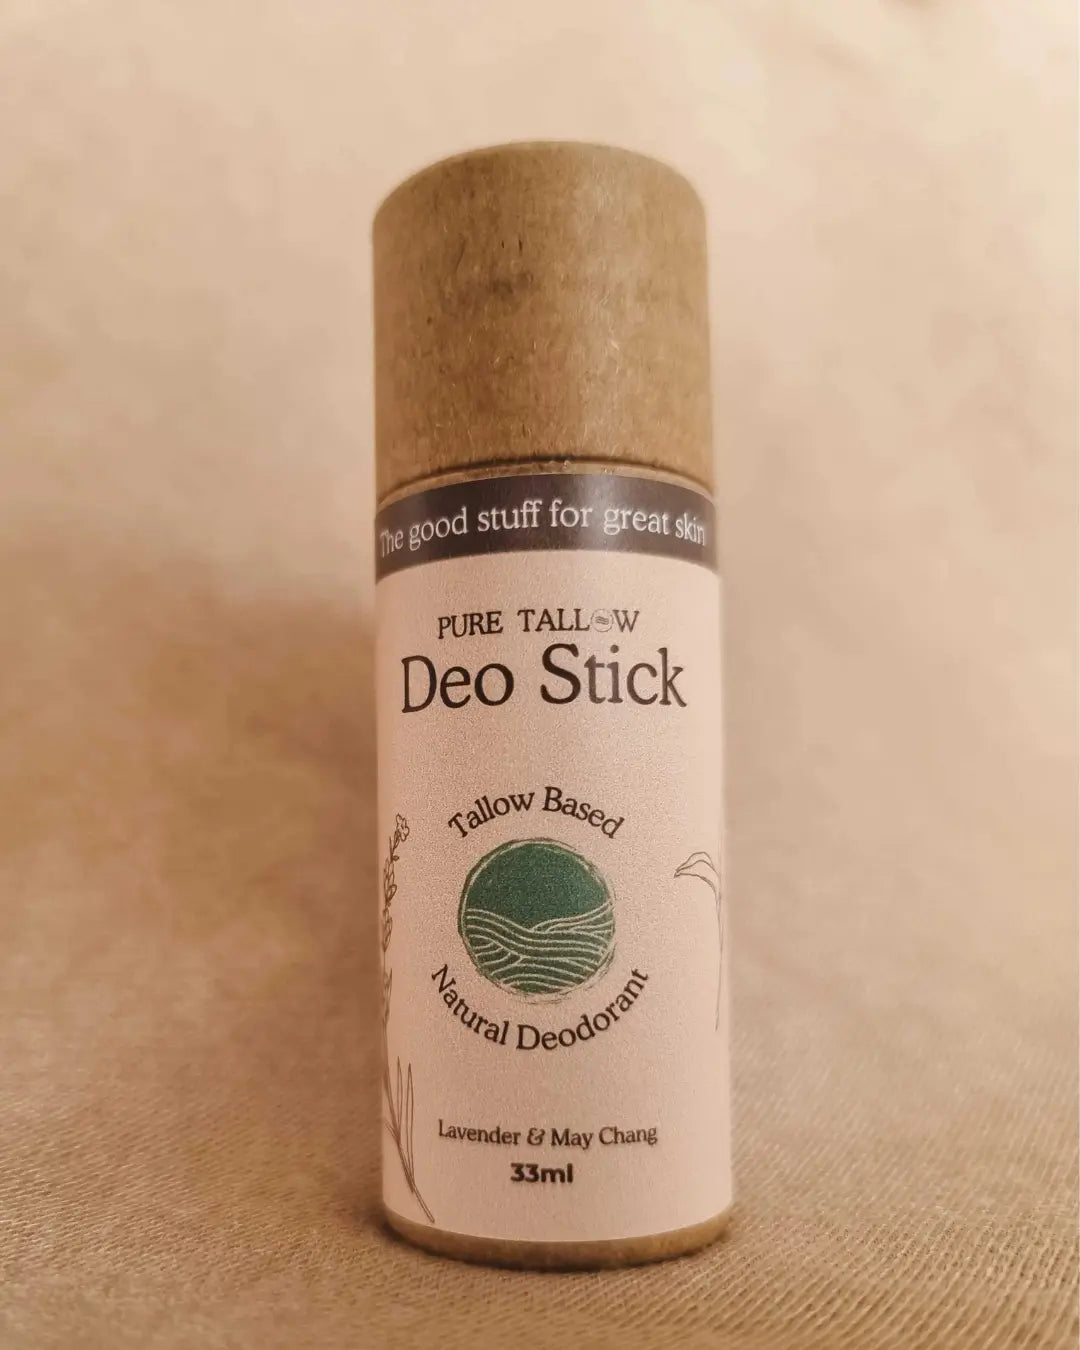 The good stuff for great skin
PURE TALLOW
Deo Stick
Tallow Based
Natural Deodorant
Lavender & May Chang
33ml